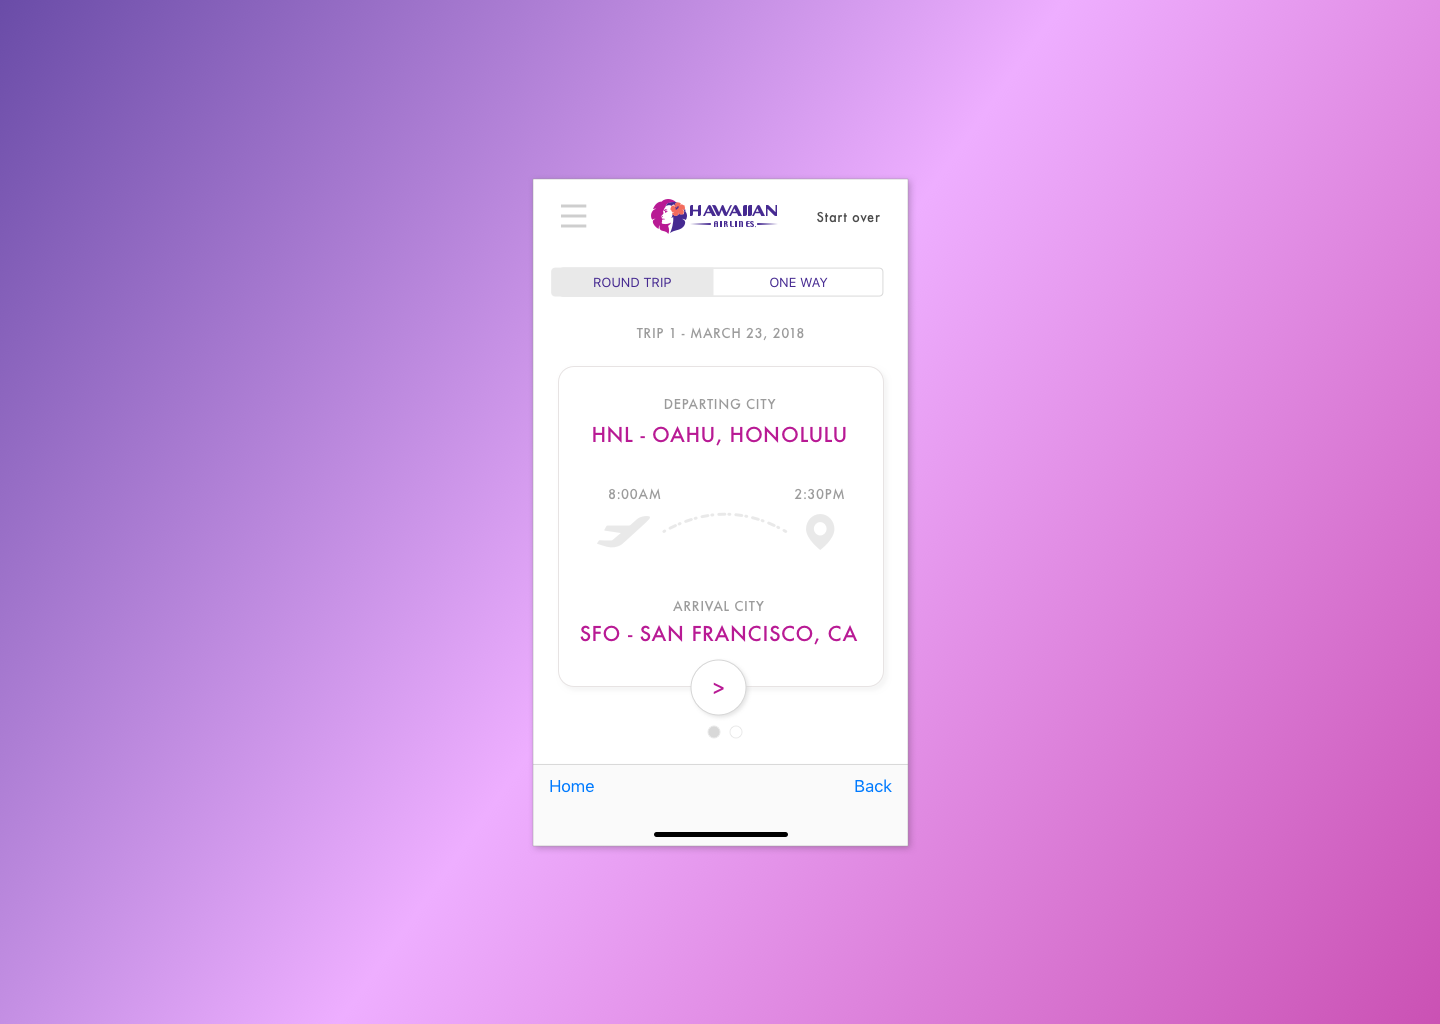 HAWAIIAN
AIRLINES.
Start over
ROUND TRIP
ONE WAY
TRIP 1 - MARCH 23, 2018
DEPARTING CITY
HNL - OAHU, HONOLULU
8:00AM
2:30PM
ARRIVAL CITY
SFO - SAN FRANCISCO, CA
>
Home
Back